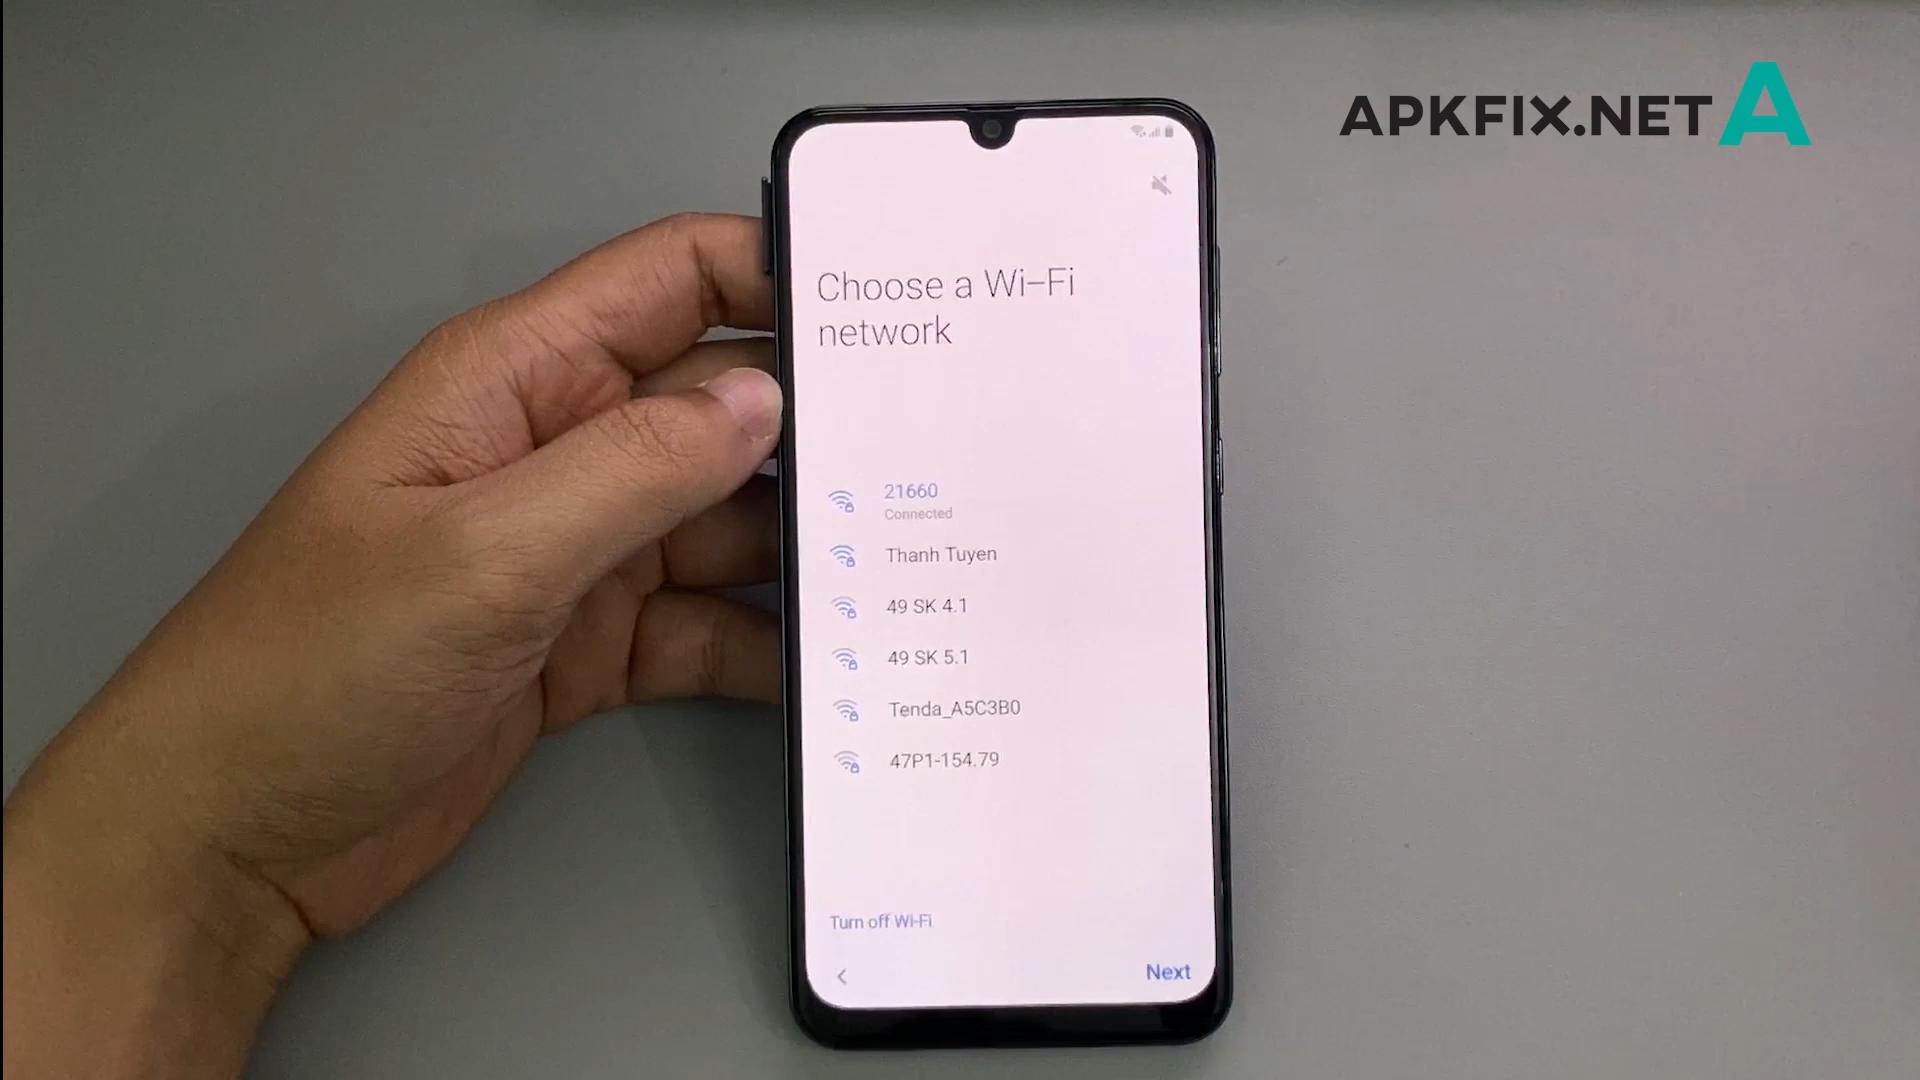 APKFIX.NET A
Choose a Wi-Fi
network
21660
Connected
Thanh Tuyen
49 SK 4.1
49 SK 5.1
Tenda_A5C3B0
47P1-154.79
Turn off Wi-Fi
Next